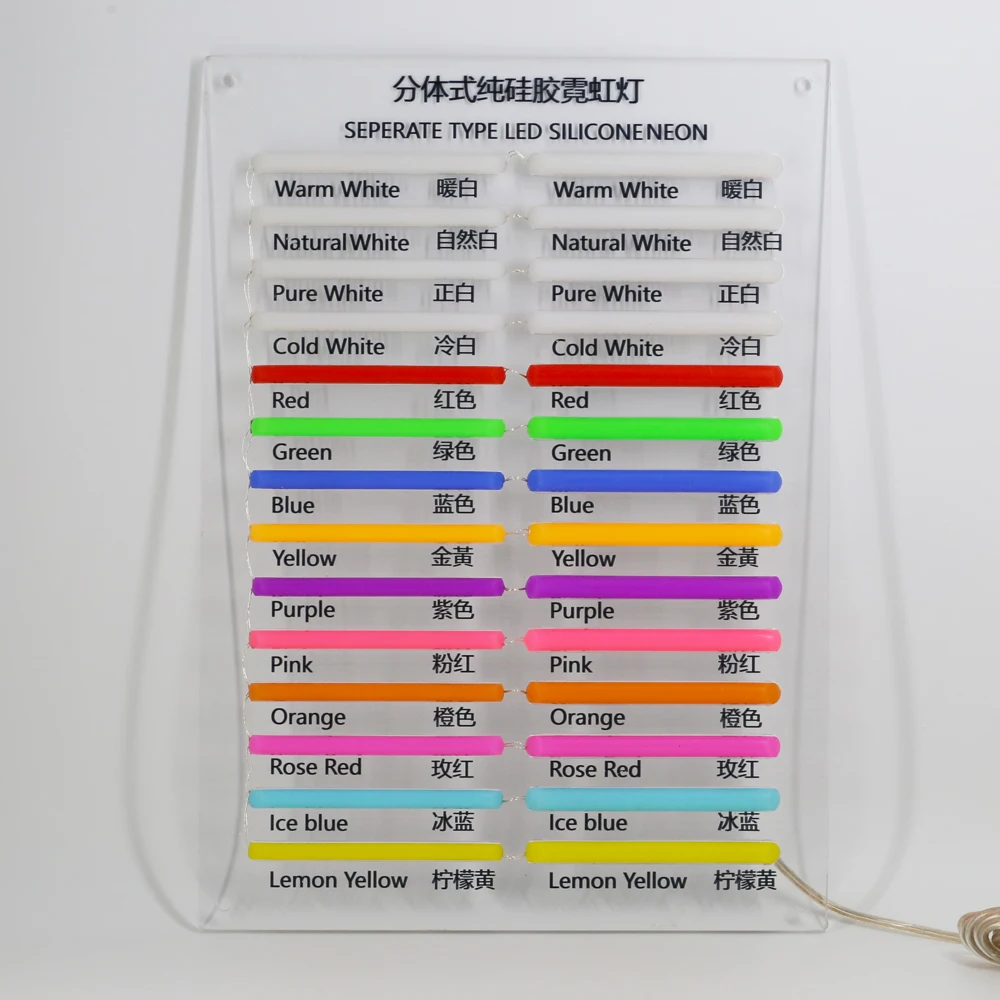 分体式纯硅胶霓虹灯
SEPERATE TYPE LED SILICONE NEON
Warm White 暖白 Warm White 暖白
Natural White 自然白 Natural White 自然白
Pure White 正白 Pure White 正白
Cold White 冷白 Cold White 冷白
Red 红色 Red 红色
Green 绿色 Green 绿色
Blue 蓝色 Blue 蓝色
Yellow 金黄 Yellow 金黄
Purple 紫色 Purple 紫色
Pink 粉红 Pink 粉红
Orange 橙色 Orange 橙色
Rose Red 玫红 Rose Red 玫红
Ice blue 冰蓝 Ice blue 冰蓝
Lemon Yellow 柠檬黄 Lemon Yellow 柠檬黄